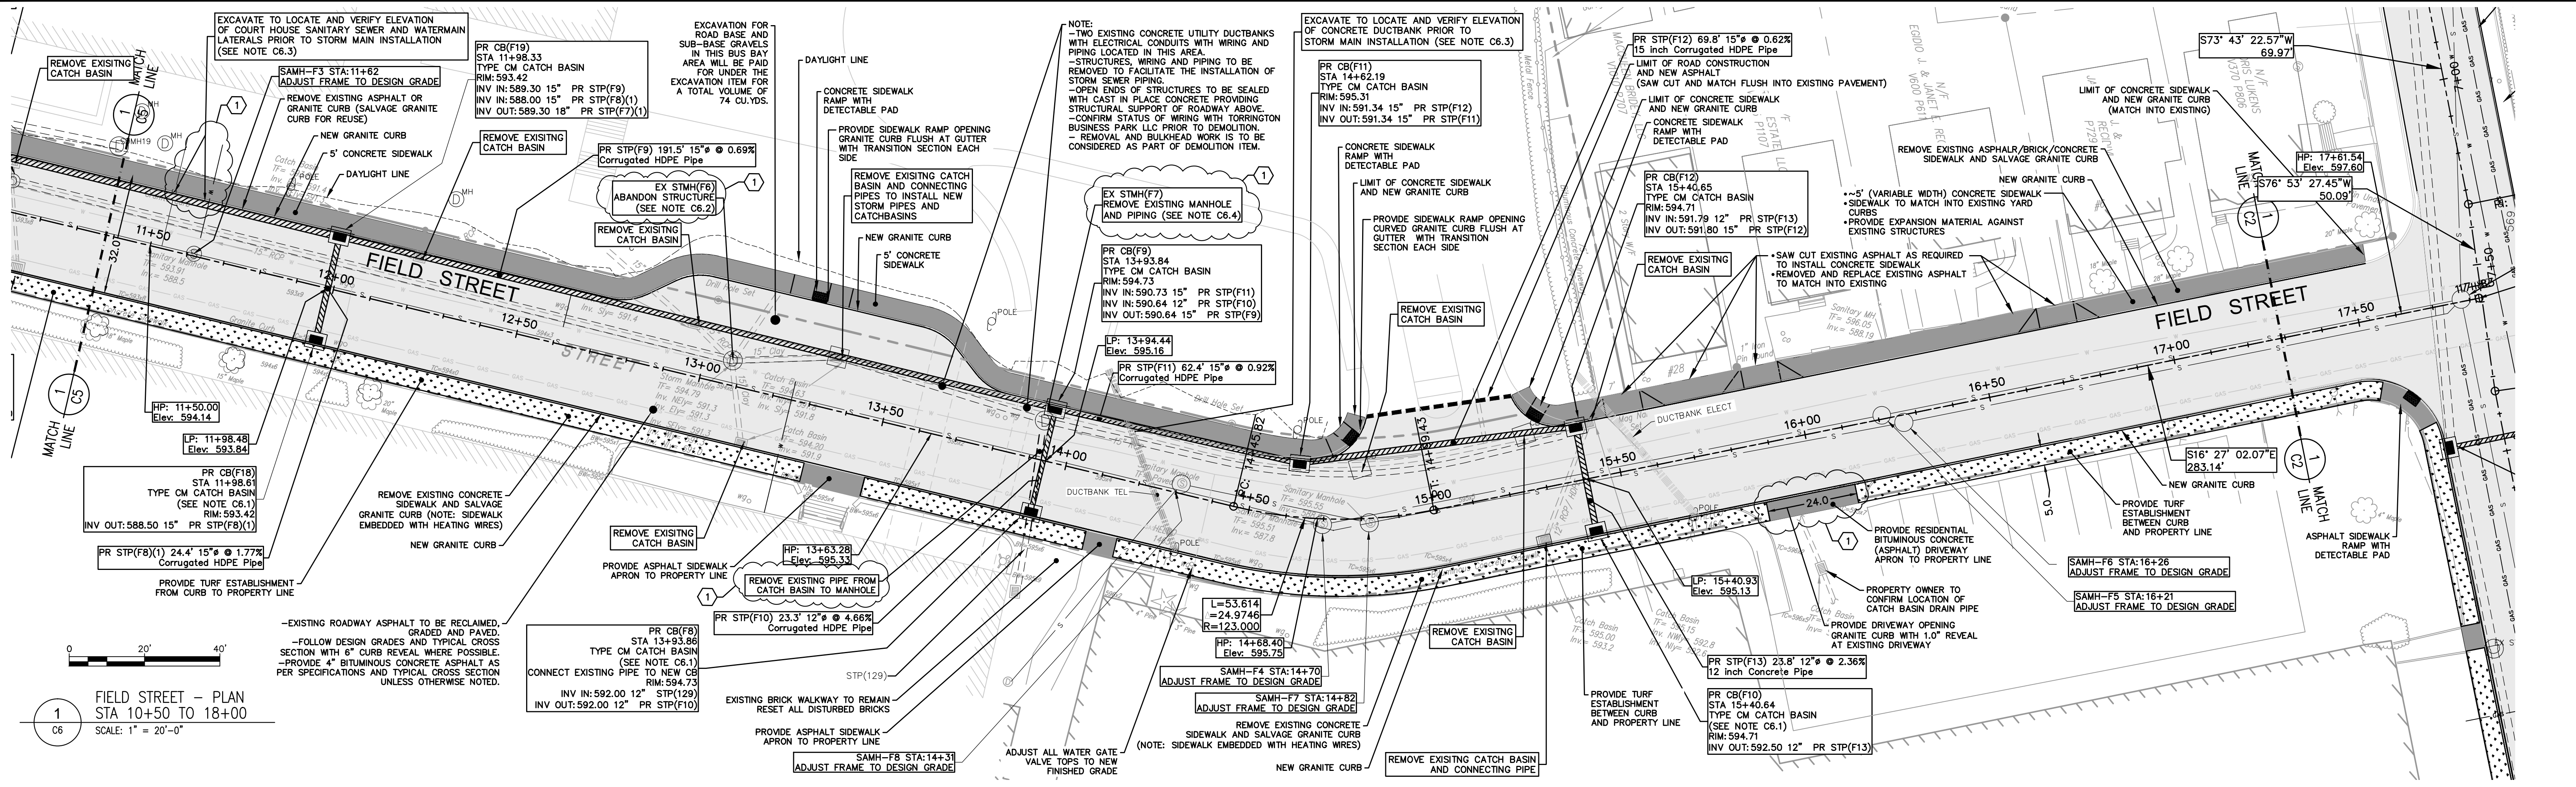 EXCAVATE TO LOCATE AND VERIFY ELEVATION
OF COURT HOUSE SANITARY SEWER AND WATERMAIN
LATERALS PRIOR TO STORM MAIN INSTALLATION
(SEE NOTE C6.3)
REMOVE EXISITNG
CATCH BASIN
MATCH
LINE
1
C5
SAMH-F3 STA:11+62
ADJUST FRAME TO DESIGN GRADE
REMOVE EXISTING ASPHALT OR
GRANITE CURB (SALVAGE GRANITE
CURB FOR REUSE)
NEW GRANITE CURB
5' CONCRETE SIDEWALK
DAYLIGHT LINE
1
PR CB(F19)
STA 11+98.33
TYPE CM CATCH BASIN
RIM: 593.42
INV IN: 589.30 15" PR STP(F9)
INV IN: 588.00 15" PR STP(F8)(1)
INV OUT: 589.30 18" PR STP(F7)(1)
REMOVE EXISITNG
CATCH BASIN
PR STP(F9) 191.5' 15"ø @ 0.69%
Corrugated HDPE Pipe
EX STMH(F6)
ABANDON STRUCTURE
(SEE NOTE C6.2)
1
REMOVE EXISITNG
CATCH BASIN
EXCAVATION FOR
ROAD BASE AND
SUB-BASE GRAVELS
IN THIS BUS BAY
AREA WILL BE PAID
FOR UNDER THE
EXCAVATION ITEM FOR
A TOTAL VOLUME OF
74 CU.YDS.
DAYLIGHT LINE
CONCRETE SIDEWALK
RAMP WITH
DETECTABLE PAD
PROVIDE SIDEWALK RAMP OPENING
GRANITE CURB FLUSH AT GUTTER
WITH TRANSITION SECTION EACH
SIDE
REMOVE EXISTING CATCH
BASIN AND CONNECTING
PIPES TO INSTALL NEW
STORM PIPES AND
CATCHBASINS
NEW GRANITE CURB
5' CONCRETE
SIDEWALK
NOTE:
-TWO EXISTING CONCRETE UTILITY DUCTBANKS
WITH ELECTRICAL CONDUITS WITH WIRING AND
PIPING LOCATED IN THIS AREA.
-STRUCTURES, WIRING AND PIPING TO BE
REMOVED TO FACILITATE THE INSTALLATION OF
STORM SEWER PIPING.
-OPEN ENDS OF STRUCTURES TO BE SEALED
WITH CAST IN PLACE CONCRETE PROVIDING
STRUCTURAL SUPPORT OF ROADWAY ABOVE.
-CONFIRM STATUS OF WIRING WITH TORRINGTON
BUSINESS PARK LLC PRIOR TO DEMOLITION.
- REMOVAL AND BULKHEAD WORK IS TO BE
CONSIDERED AS PART OF DEMOLITION ITEM.
EX STMH(F7)
REMOVE EXISTING MANHOLE
AND PIPING (SEE NOTE C6.4)
1
PR CB(F9)
STA 13+93.84
TYPE CM CATCH BASIN
RIM: 594.73
INV IN: 590.73 15" PR STP(F11)
INV IN: 590.64 12" PR STP(F10)
INV OUT: 590.64 15" PR STP(F9)
LP: 13+94.44
Elev: 595.16
PR STP(F11) 62.4' 15"ø @ 0.92%
Corrugated HDPE Pipe
EXCAVATE TO LOCATE AND VERIFY ELEVATION
OF CONCRETE DUCTBANK PRIOR TO
STORM MAIN INSTALLATION (SEE NOTE C6.3)
PR CB(F11)
STA 14+62.19
TYPE CM CATCH BASIN
RIM: 595.31
INV IN: 591.34 15" PR STP(F12)
INV OUT: 591.34 15" PR STP(F11)
CONCRETE SIDEWALK
RAMP WITH
DETECTABLE PAD
LIMIT OF CONCRETE SIDEWALK
AND NEW GRANITE CURB
PROVIDE SIDEWALK RAMP OPENING
CURVED GRANITE CURB FLUSH AT
GUTTER WITH TRANSITION
SECTION EACH SIDE
REMOVE EXISITNG
CATCH BASIN
PR STP(F12) 69.8' 15"ø @ 0.62%
15 inch Corrugated HDPE Pipe
LIMIT OF ROAD CONSTRUCTION
AND NEW ASPHALT
(SAW CUT AND MATCH FLUSH INTO EXISTING PAVEMENT)
LIMIT OF CONCRETE SIDEWALK
AND NEW GRANITE CURB
CONCRETE SIDEWALK
RAMP WITH
DETECTABLE PAD
PR CB(F12)
STA 15+40.65
TYPE CM CATCH BASIN
RIM: 594.71
INV IN: 591.79 12" PR STP(F13)
INV OUT: 591.80 15" PR STP(F12)
REMOVE EXISITNG
CATCH BASIN
S73° 43' 22.57"W
69.97'
LIMIT OF CONCRETE SIDEWALK
AND NEW GRANITE CURB
(MATCH INTO EXISTING)
REMOVE EXISTING ASPHALR/BRICK/CONCRETE
SIDEWALK AND SALVAGE GRANITE CURB
NEW GRANITE CURB
•~5' (VARIABLE WIDTH) CONCRETE SIDEWALK
•SIDEWALK TO MATCH INTO EXISTING YARD
CURBS
•PROVIDE EXPANSION MATERIAL AGAINST
EXISTING STRUCTURES
•SAW CUT EXISTING ASPHALT AS REQUIRED
TO INSTALL CONCRETE SIDEWALK
•REMOVED AND REPLACE EXISTING ASPHALT
TO MATCH INTO EXISTING
HP: 17+61.54
Elev: 597.60
S76° 53' 27.45"W
50.09'
MATCH
LINE
1
C2
7+00
7+50
11+50
12+00
FIELD STREET
12+50
STREET
13+00
13+50
14+00
PC: 14+45.82
14+50
15+00
PT: 14+99.43
15+50
16+00
16+50
17+00
17+50
FIELD STREET
32.0
24.0
5.0
DUCTBANK TEL
DUCTBANK ELECT
POLE
#28
MATCH
LINE
1
C5
HP: 11+50.00
Elev: 594.14
LP: 11+98.48
Elev: 593.84
PR CB(F18)
STA 11+98.61
TYPE CM CATCH BASIN
(SEE NOTE C6.1)
RIM: 593.42
INV OUT: 588.50 15" PR STP(F8)(1)
PR STP(F8)(1) 24.4' 15"ø @ 1.77%
Corrugated HDPE Pipe
PROVIDE TURF ESTABLISHMENT
FROM CURB TO PROPERTY LINE
REMOVE EXISTING CONCRETE
SIDEWALK AND SALVAGE
GRANITE CURB (NOTE: SIDEWALK
EMBEDDED WITH HEATING WIRES)
NEW GRANITE CURB
-EXISTING ROADWAY ASPHALT TO BE RECLAIMED,
GRADED AND PAVED.
-FOLLOW DESIGN GRADES AND TYPICAL CROSS
SECTION WITH 6" CURB REVEAL WHERE POSSIBLE.
-PROVIDE 4" BITUMINOUS CONCRETE ASPHALT AS
PER SPECIFICATIONS AND TYPICAL CROSS SECTION
UNLESS OTHERWISE NOTED.
REMOVE EXISITNG
CATCH BASIN
PROVIDE ASPHALT SIDEWALK
APRON TO PROPERTY LINE
1
HP: 13+63.28
Elev: 595.33
REMOVE EXISTING PIPE FROM
CATCH BASIN TO MANHOLE
PR STP(F10) 23.3' 12"ø @ 4.66%
Corrugated HDPE Pipe
PR CB(F8)
STA 13+93.86
TYPE CM CATCH BASIN
(SEE NOTE C6.1)
CONNECT EXISTING PIPE TO NEW CB
RIM: 594.73
INV IN: 592.00 12" STP(129)
INV OUT: 592.00 12" PR STP(F10)
STP(129)
EXISTING BRICK WALKWAY TO REMAIN
RESET ALL DISTURBED BRICKS
PROVIDE ASPHALT SIDEWALK
APRON TO PROPERTY LINE
SAMH-F8 STA:14+31
ADJUST FRAME TO DESIGN GRADE
ADJUST ALL WATER GATE
VALVE TOPS TO NEW
FINISHED GRADE
L=53.614
=24.9746
R=123.000
HP: 14+68.40
Elev: 595.75
SAMH-F4 STA:14+70
ADJUST FRAME TO DESIGN GRADE
SAMH-F7 STA:14+82
ADJUST FRAME TO DESIGN GRADE
REMOVE EXISTING CONCRETE
SIDEWALK AND SALVAGE GRANITE CURB
(NOTE: SIDEWALK EMBEDDED WITH HEATING WIRES)
NEW GRANITE CURB
REMOVE EXISITNG
CATCH BASIN
REMOVE EXISITNG CATCH BASIN
AND CONNECTING PIPE
PROVIDE TURF
ESTABLISHMENT
BETWEEN CURB
AND PROPERTY LINE
LP: 15+40.93
Elev: 595.13
PR STP(F13) 23.8' 12"ø @ 2.36%
12 inch Concrete Pipe
PR CB(F10)
STA 15+40.64
TYPE CM CATCH BASIN
(SEE NOTE C6.1)
RIM: 594.71
INV OUT: 592.50 12" PR STP(F13)
1
PROVIDE RESIDENTIAL
BITUMINOUS CONCRETE
(ASPHALT) DRIVEWAY
APRON TO PROPERTY LINE
PROPERTY OWNER TO
CONFIRM LOCATION OF
CATCH BASIN DRAIN PIPE
PROVIDE DRIVEWAY OPENING
GRANITE CURB WITH 1.0" REVEAL
AT EXISTING DRIVEWAY
SAMH-F6 STA:16+26
ADJUST FRAME TO DESIGN GRADE
SAMH-F5 STA:16+21
ADJUST FRAME TO DESIGN GRADE
S16° 27' 02.07"E
283.14'
NEW GRANITE CURB
PROVIDE TURF
ESTABLISHMENT
BETWEEN CURB
AND PROPERTY LINE
1
C2
MATCH
LINE
ASPHALT SIDEWALK
RAMP WITH
DETECTABLE PAD
0 20' 40'
1
C6
FIELD STREET - PLAN
STA 10+50 TO 18+00
SCALE: 1" = 20'-0"